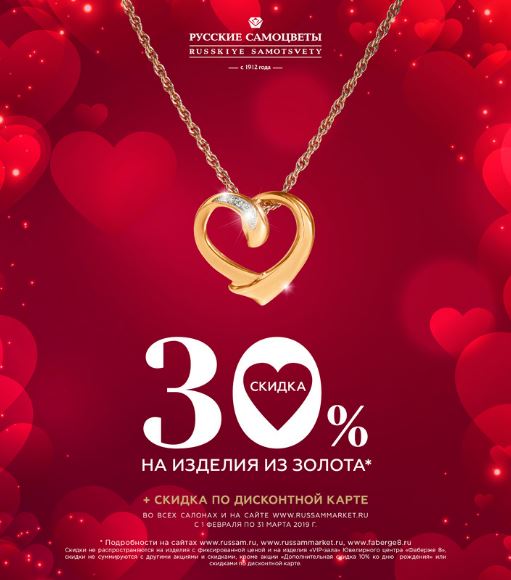 РУССКИЕ САМОЦВЕТЫ
RUSSKIYE SAMOTSVETY
с 1912 года
30%
СКИДКА
НА ИЗДЕЛИЯ ИЗ ЗОЛОТА*
+ СКИДКА ПО ДИСКОНТНОЙ КАРТЕ
ВО ВСЕХ САЛОНАХ И НА САЙТЕ WWW.RUSSAMMARKET.RU
С 1 ФЕВРАЛЯ ПО 31 МАРТА 2019 Г.
* Подробности на сайтах www.russam.ru, www.russammarket.ru, www.faberge8.ru
Скидки не распространяются на изделия с фиксированной ценой и на изделия «VIP-зала» Ювелирного центра «Фаберже 8»,
скидки не суммируются с другими акциями и скидками, кроме акции «Дополнительная скидка 10% ко дню рождения» или
скидками по дисконтной карте.